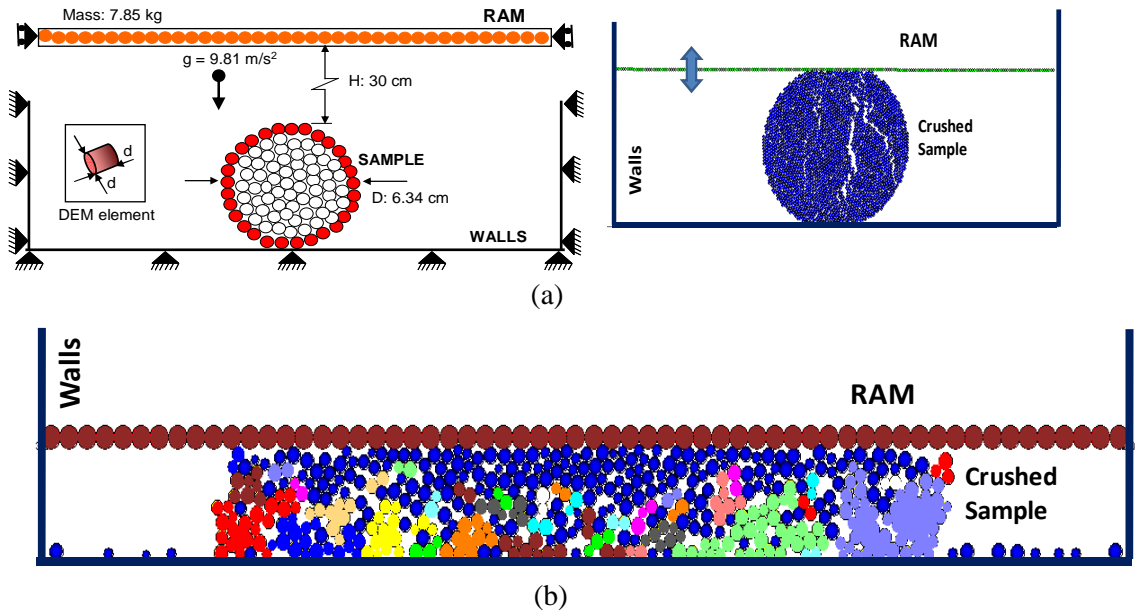 Mass: 7.85 kg
RAM
g = 9.81 m/s²
H: 30 cm
d
d
DEM element
SAMPLE
D: 6.34 cm
WALLS
RAM
Crushed
Sample
Walls
(a)
Walls
RAM
Crushed
Sample
(b)